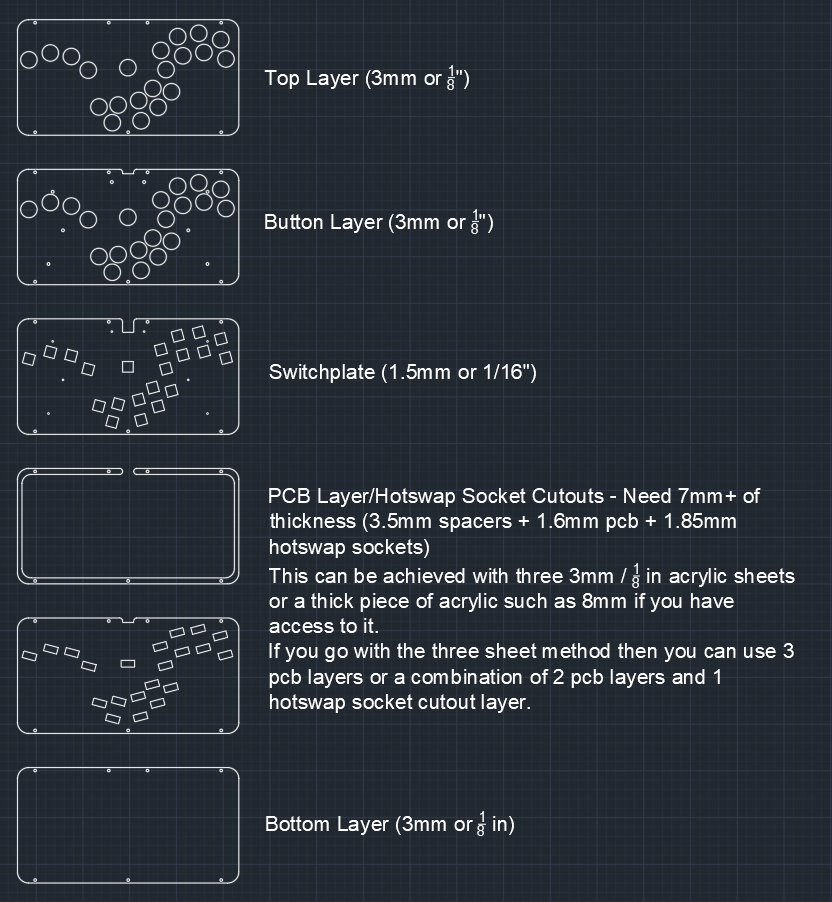 Top Layer (3mm or 1/8")
Button Layer (3mm or 1/8")
Switchplate (1.5mm or 1/16")
PCB Layer/Hotswap Socket Cutouts - Need 7mm+ of
thickness (3.5mm spacers + 1.6mm pcb + 1.85mm
hotswap sockets)
This can be achieved with three 3mm / 1/8 in acrylic sheets
or a thick piece of acrylic such as 8mm if you have
access to it.
If you go with the three sheet method then you can use 3
pcb layers or a combination of 2 pcb layers and 1
hotswap socket cutout layer.
Bottom Layer (3mm or 1/8 in)